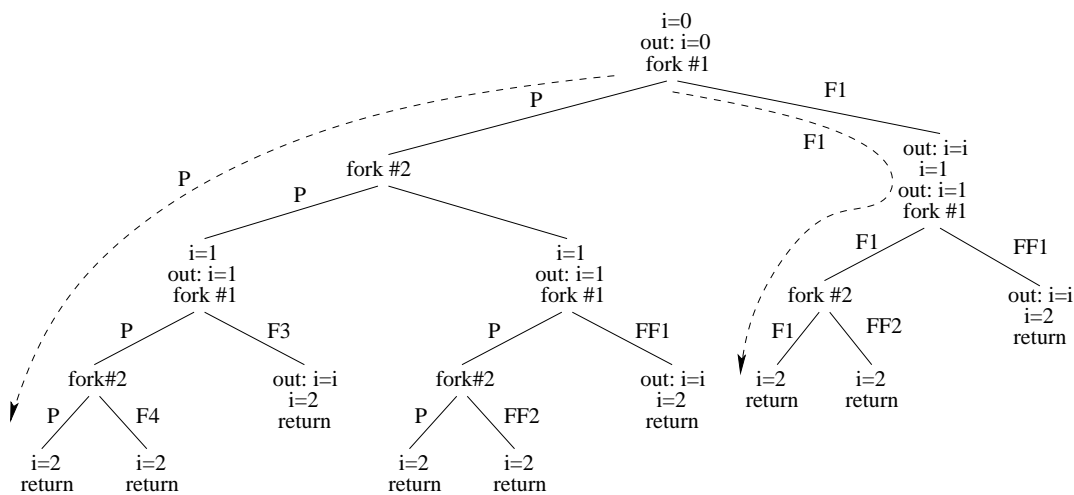 i=0
out: i=0
fork #1
P
F1
P
F1
fork #2
out: i=i
i=1
out: i=1
fork #1
P
i=1
out: i=1
fork #1
i=1
out: i=1
fork #1
F1
FF1
fork #2
out: i=i
i=2
return
P
F3
P
FF1
F1
FF2
fork#2
out: i=i
i=2
return
fork#2
out: i=i
i=2
return
i=2
return
i=2
return
P
F4
P
FF2
i=2
return
i=2
return
i=2
return
i=2
return